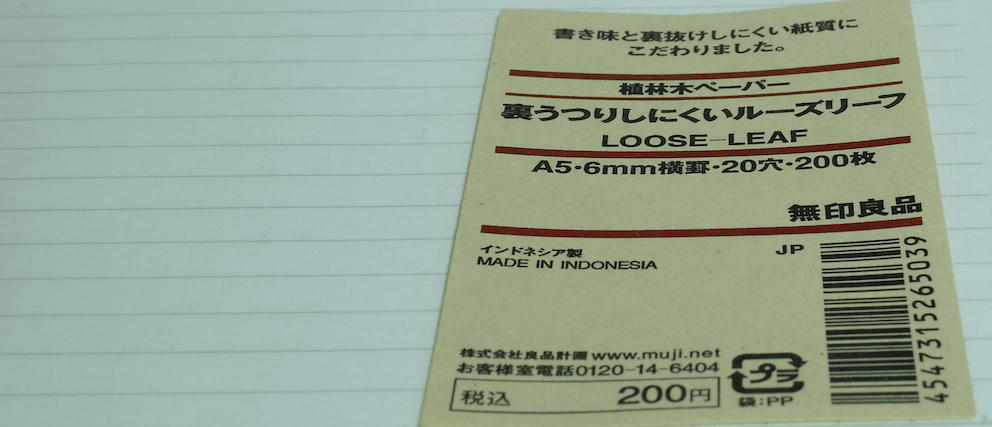 書き味と裏抜けしにくい紙質に
こだわりました。
植林木ペーパー
裏うつりしにくいルーズリーフ
LOOSE-LEAF
A5・6mm横罫・20穴・200枚
無印良品
インドネシア製
MADE IN INDONESIA
JP
4547315265039
株式会社良品計画 www.muji.net
お客様室電話0120-14-6404
税込 200円
プラ
袋:PP